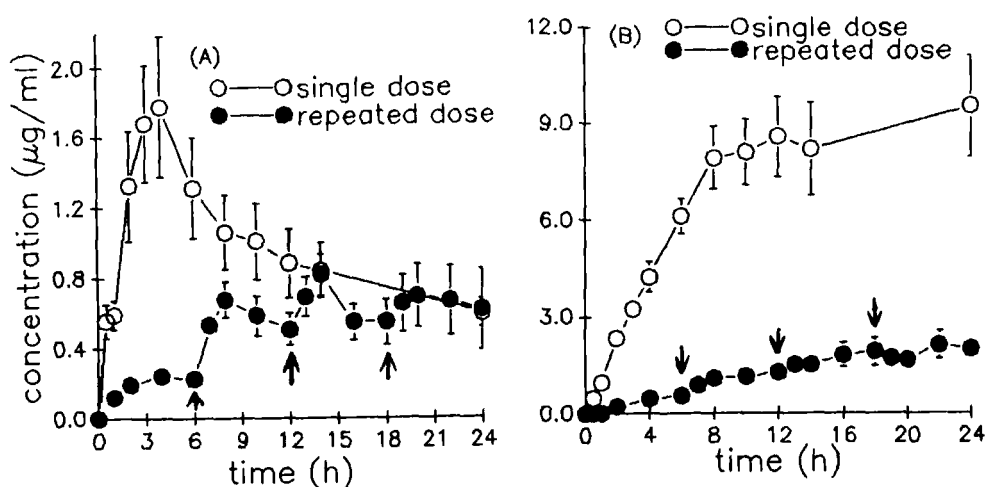 (A)
single dose
repeated dose
concentration (μg/ml)
2.0
1.6
1.2
0.8
0.4
0.0
0 3 6 9 12 15 18 21 24
time (h)
(B)
single dose
repeated dose
12.0
9.0
6.0
3.0
0.0
0 4 8 12 16 20 24
time (h)